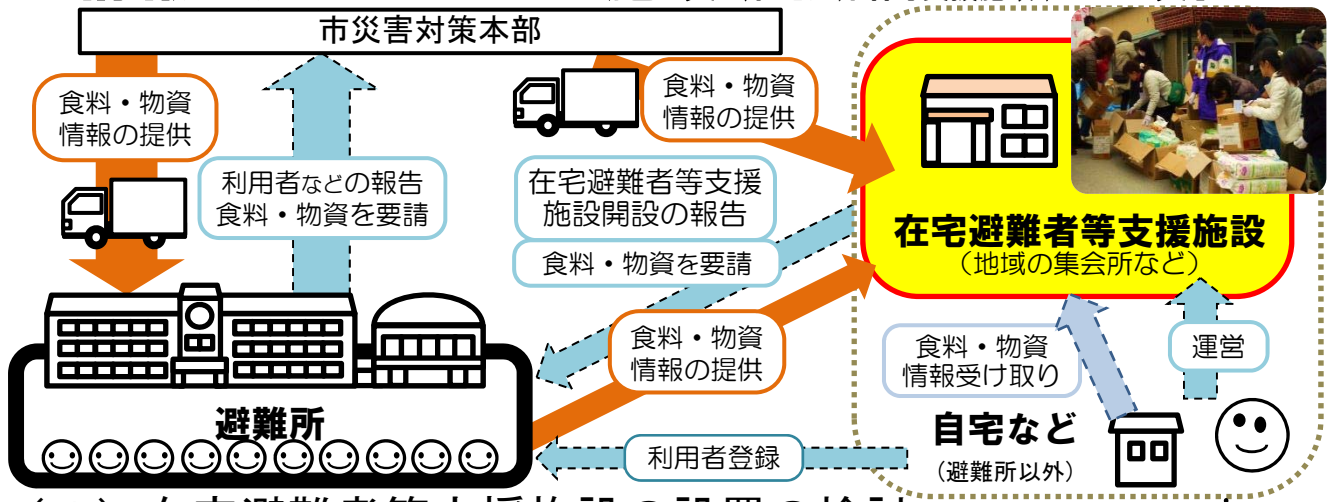 市災害対策本部
食料・物資
情報の提供
利用者などの報告
食料・物資を要請
食料・物資
情報の提供
在宅避難者等支援
施設開設の報告
食料・物資を要請
在宅避難者等支援施設
（地域の集会所など）
食料・物資
情報の提供
食料・物資
情報受け取り
運営
避難所
自宅など
（避難所以外）
利用者登録